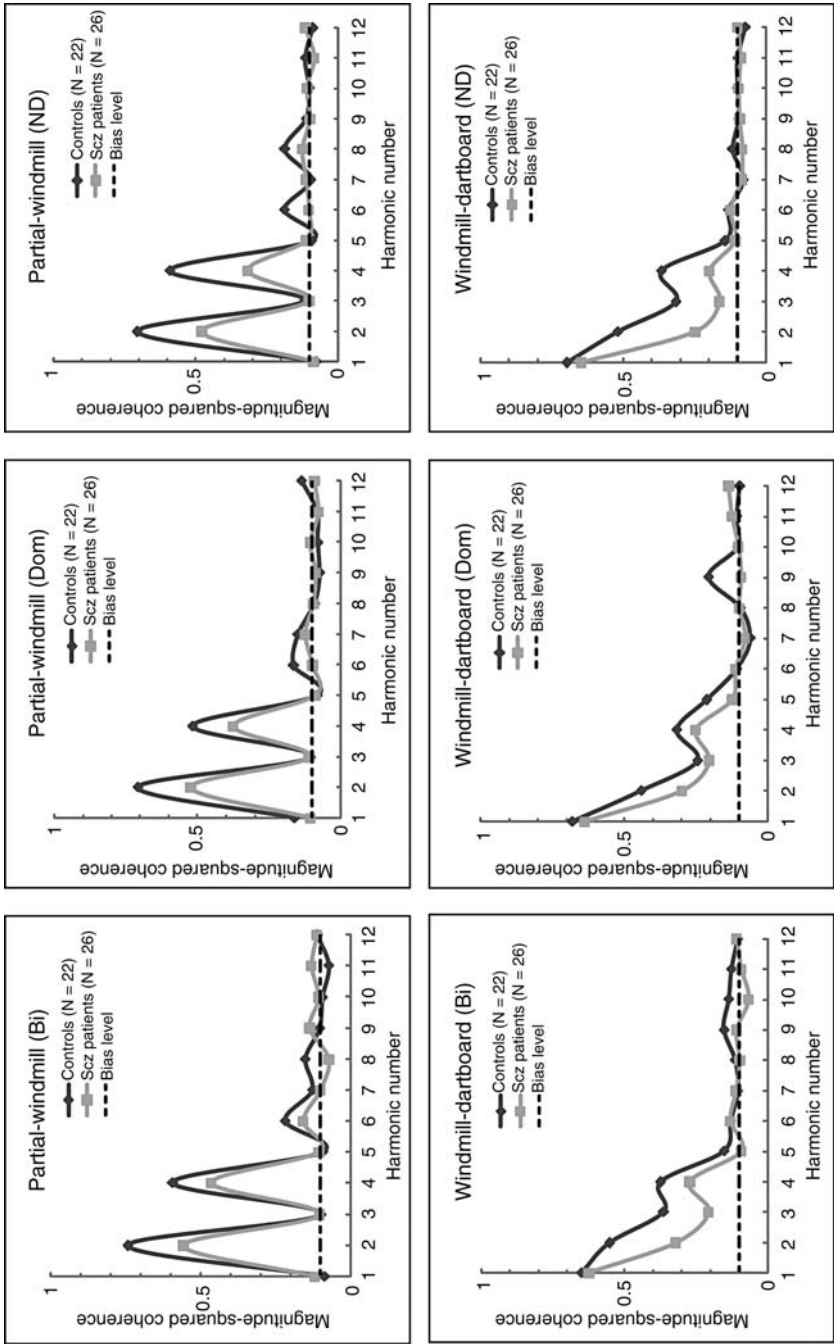 Partial-windmill (Bi)
Controls (N = 22)
Scz patients (N = 26)
Bias level
Magnitude-squared coherence
1
0.5
0
1 2 3 4 5 6 7 8 9 10 11 12
Harmonic number
Partial-windmill (Dom)
Controls (N = 22)
Scz patients (N = 26)
Bias level
Magnitude-squared coherence
1
0.5
0
1 2 3 4 5 6 7 8 9 10 11 12
Harmonic number
Partial-windmill (ND)
Controls (N = 22)
Scz patients (N = 26)
Bias level
Magnitude-squared coherence
1
0.5
0
1 2 3 4 5 6 7 8 9 10 11 12
Harmonic number
Windmill-dartboard (Bi)
Controls (N = 22)
Scz patients (N = 26)
Bias level
Magnitude-squared coherence
1
0.5
0
1 2 3 4 5 6 7 8 9 10 11 12
Harmonic number
Windmill-dartboard (Dom)
Controls (N = 22)
Scz patients (N = 26)
Bias level
Magnitude-squared coherence
1
0.5
0
1 2 3 4 5 6 7 8 9 10 11 12
Harmonic number
Windmill-dartboard (ND)
Controls (N = 22)
Scz patients (N = 26)
Bias level
Magnitude-squared coherence
1
0.5
0
1 2 3 4 5 6 7 8 9 10 11 12
Harmonic number